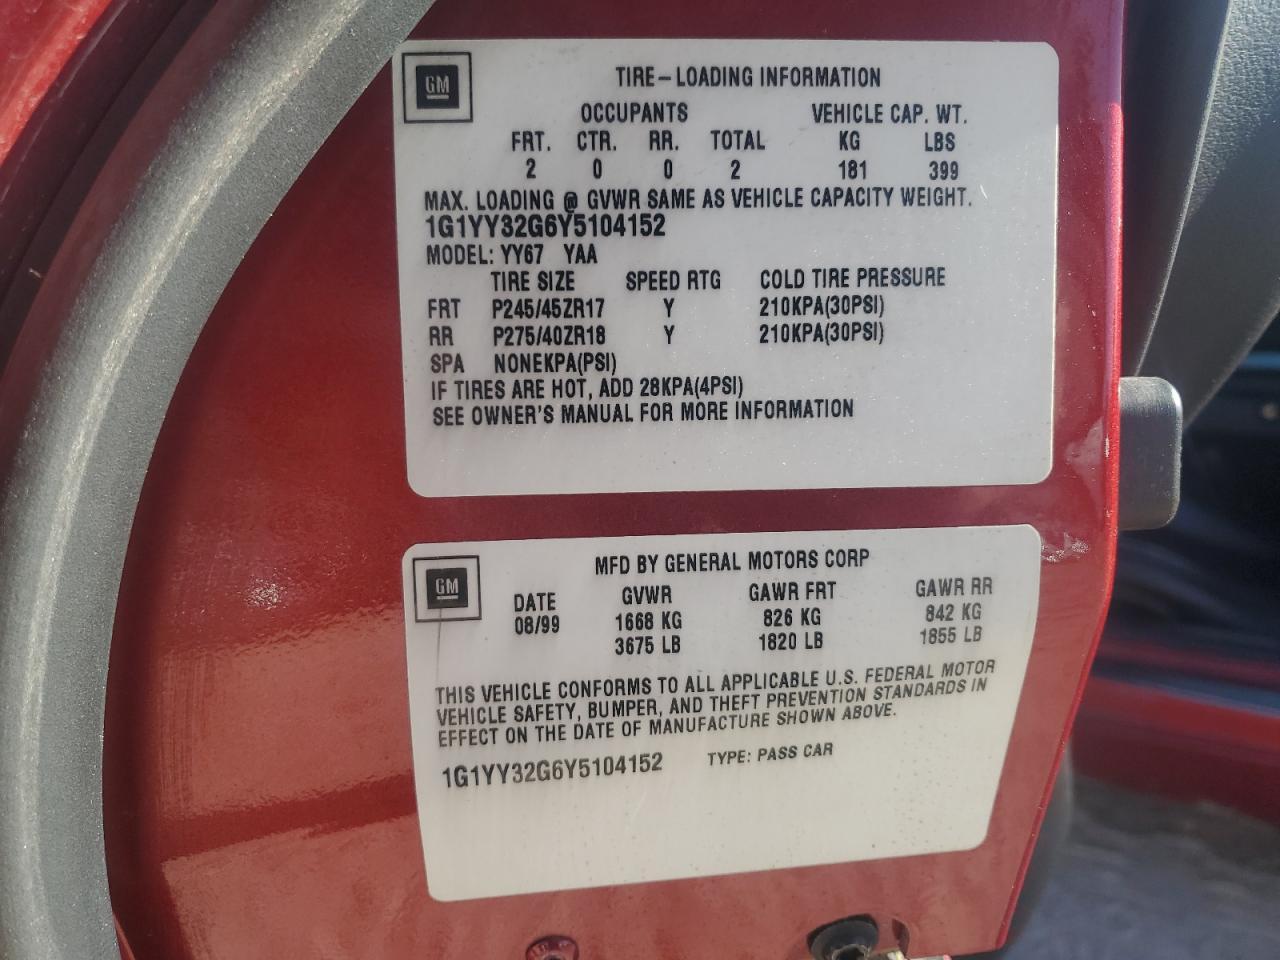 GM
TIRE-LOADING INFORMATION
OCCUPANTS VEHICLE CAP. WT.
FRT. CTR. RR. TOTAL KG LBS
2 0 0 2 181 399
MAX. LOADING @ GVWR SAME AS VEHICLE CAPACITY WEIGHT.
1G1YY32G6Y5104152
MODEL: YY67 YAA
TIRE SIZE SPEED RTG COLD TIRE PRESSURE
FRT P245/45ZR17 Y 210KPA(30PSI)
RR P275/40ZR18 Y 210KPA(30PSI)
SPA NONEKPA(PSI)
IF TIRES ARE HOT, ADD 28KPA(4PSI)
SEE OWNER'S MANUAL FOR MORE INFORMATION
GM
MFD BY GENERAL MOTORS CORP
DATE GVWR GAWR FRT GAWR RR
08/99 1668 KG 826 KG 842 KG
3675 LB 1820 LB 1855 LB
THIS VEHICLE CONFORMS TO ALL APPLICABLE U.S. FEDERAL MOTOR
VEHICLE SAFETY, BUMPER, AND THEFT PREVENTION STANDARDS IN
EFFECT ON THE DATE OF MANUFACTURE SHOWN ABOVE.
1G1YY32G6Y5104152 TYPE: PASS CAR